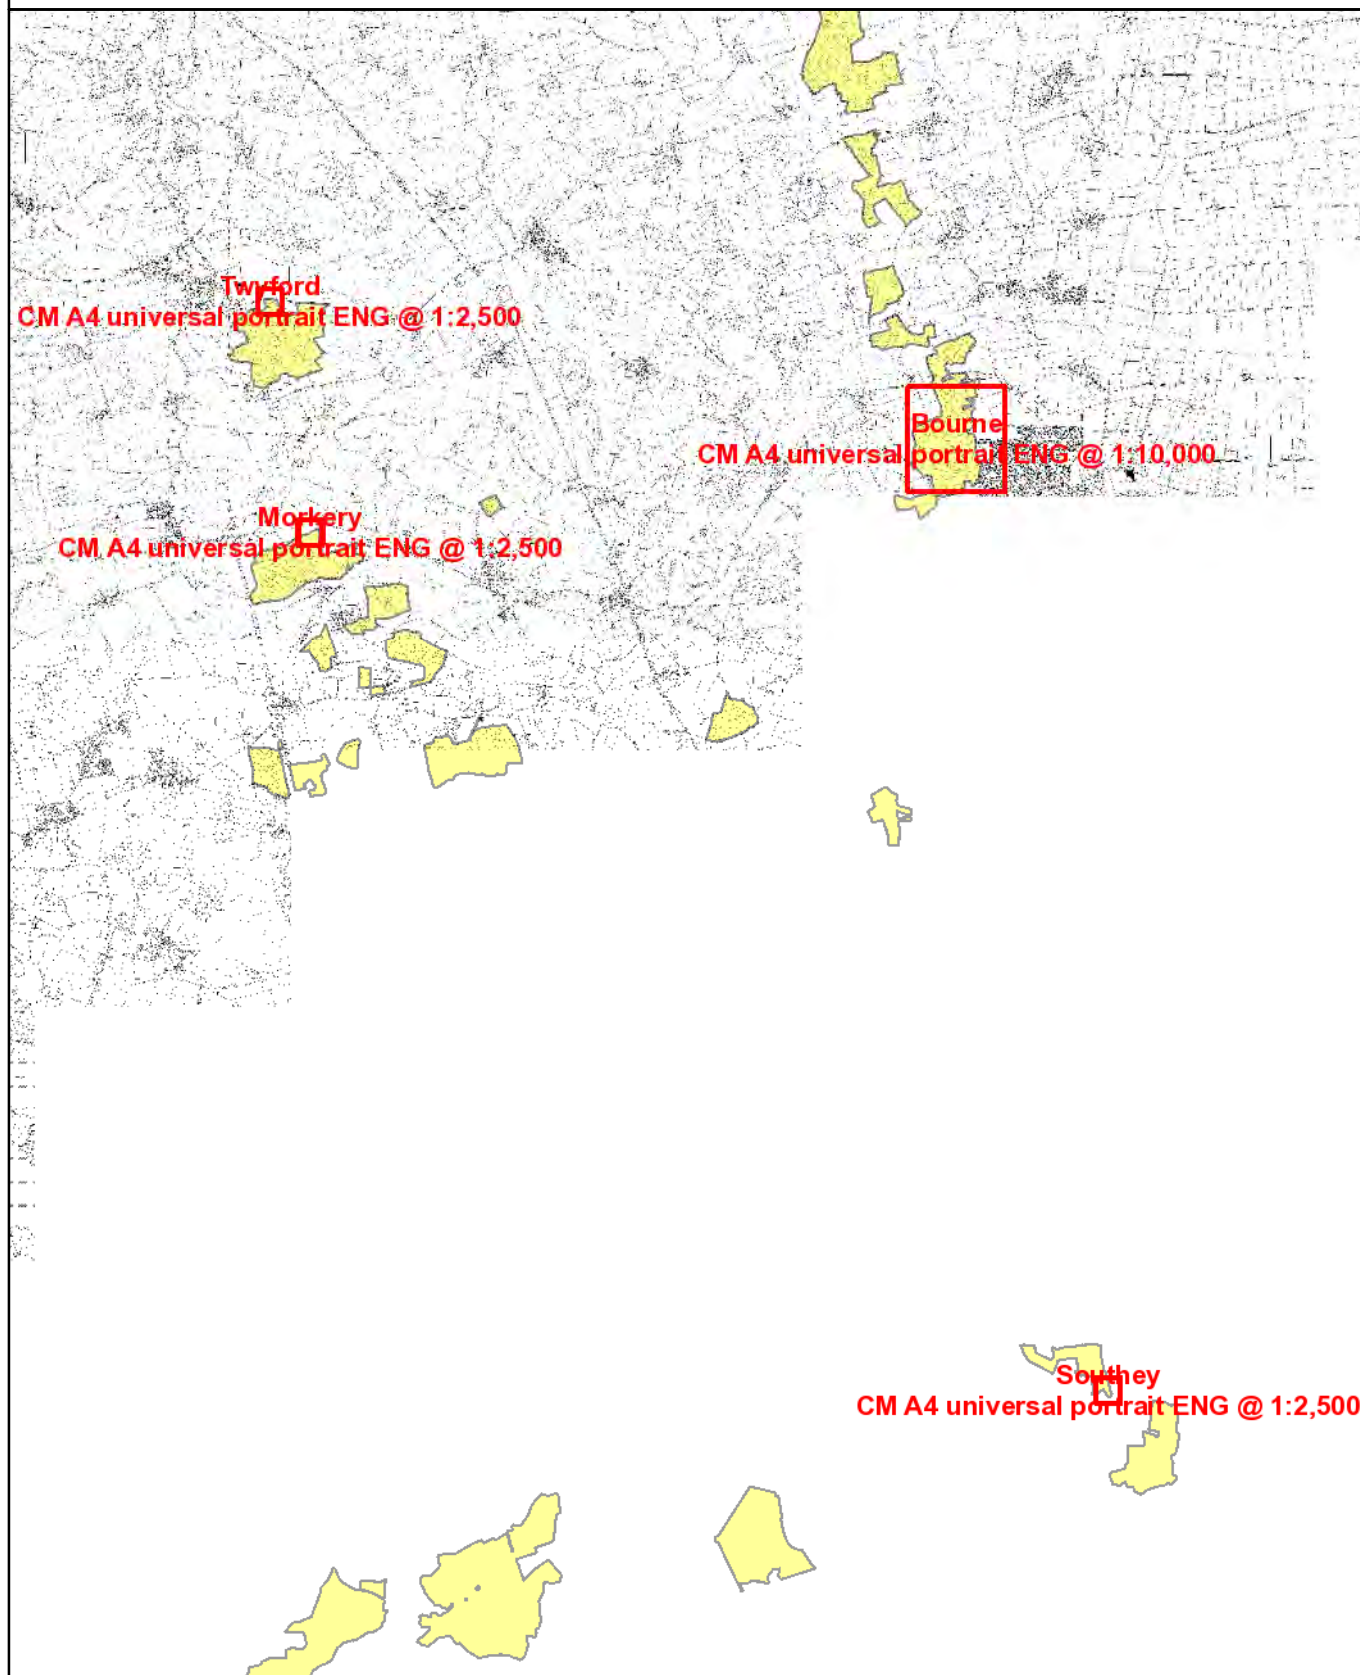 Twyford
CM A4 universal portrait ENG @ 1:2,500
Bourne
CM A4 universal portrait ENG @ 1:10,000
Morkery
CM A4 universal portrait ENG @ 1:2,500
Southey
CM A4 universal portrait ENG @ 1:2,500